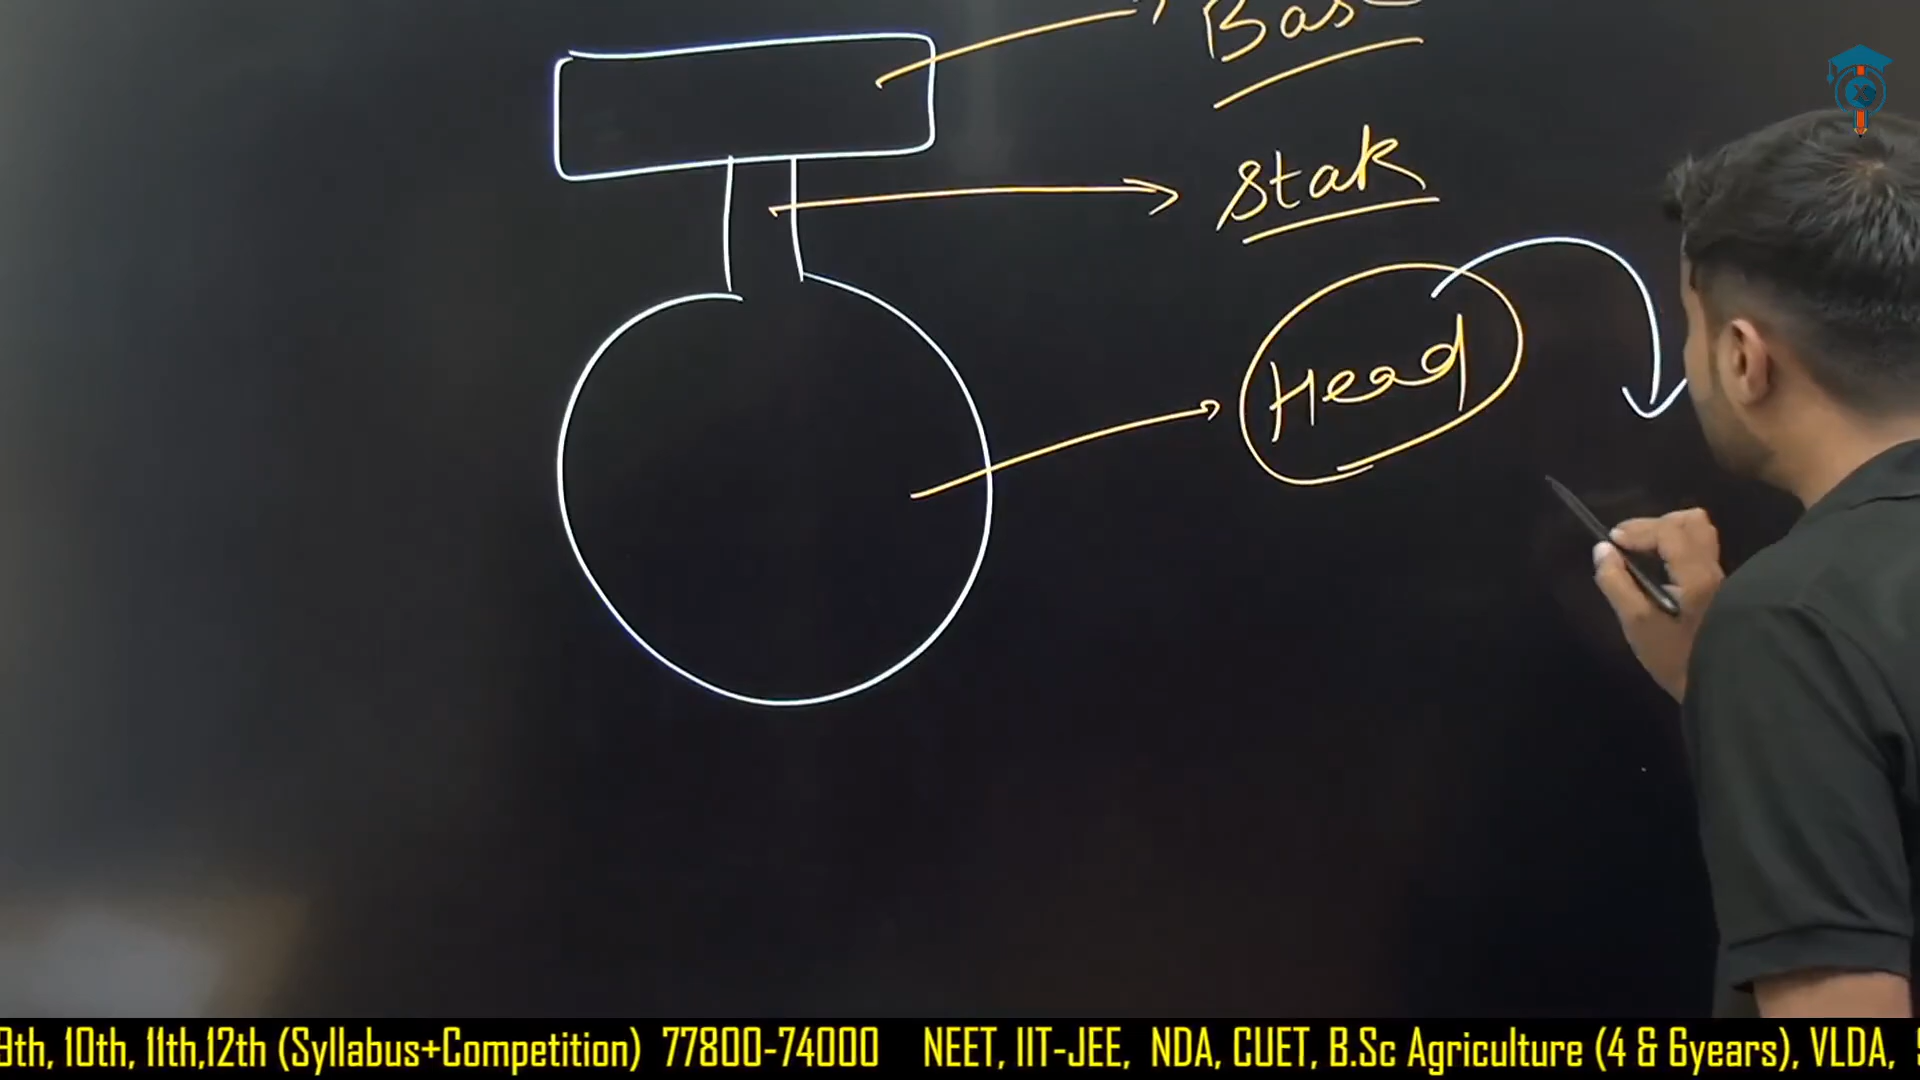 Bas
Stak
Head
9th, 10th, 11th,12th (Syllabus+Competition) 77800-74000 NEET, IIT-JEE, NDA, CUET, B.Sc Agriculture (4 & 6years), VLDA,